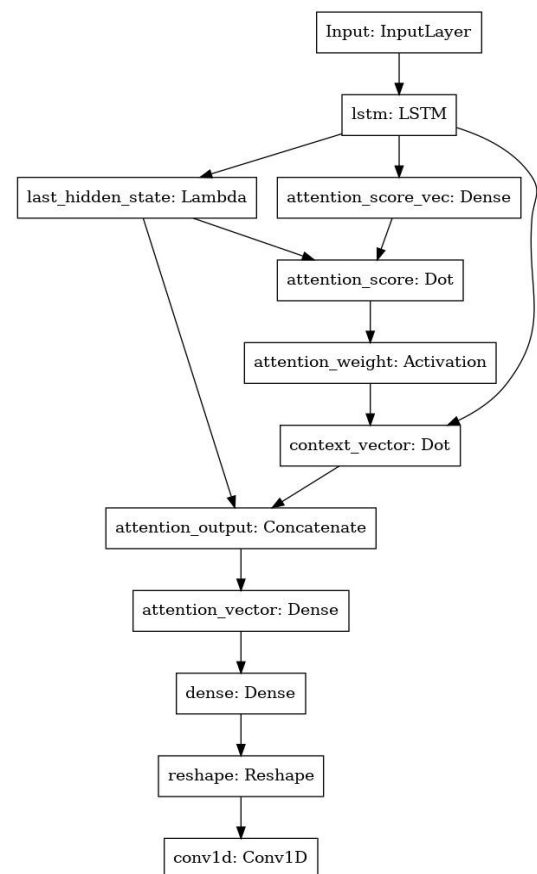 Input: InputLayer
lstm: LSTM
last_hidden_state: Lambda
attention_score_vec: Dense
attention_score: Dot
attention_weight: Activation
context_vector: Dot
attention_output: Concatenate
attention_vector: Dense
dense: Dense
reshape: Reshape
conv1d: Conv1D